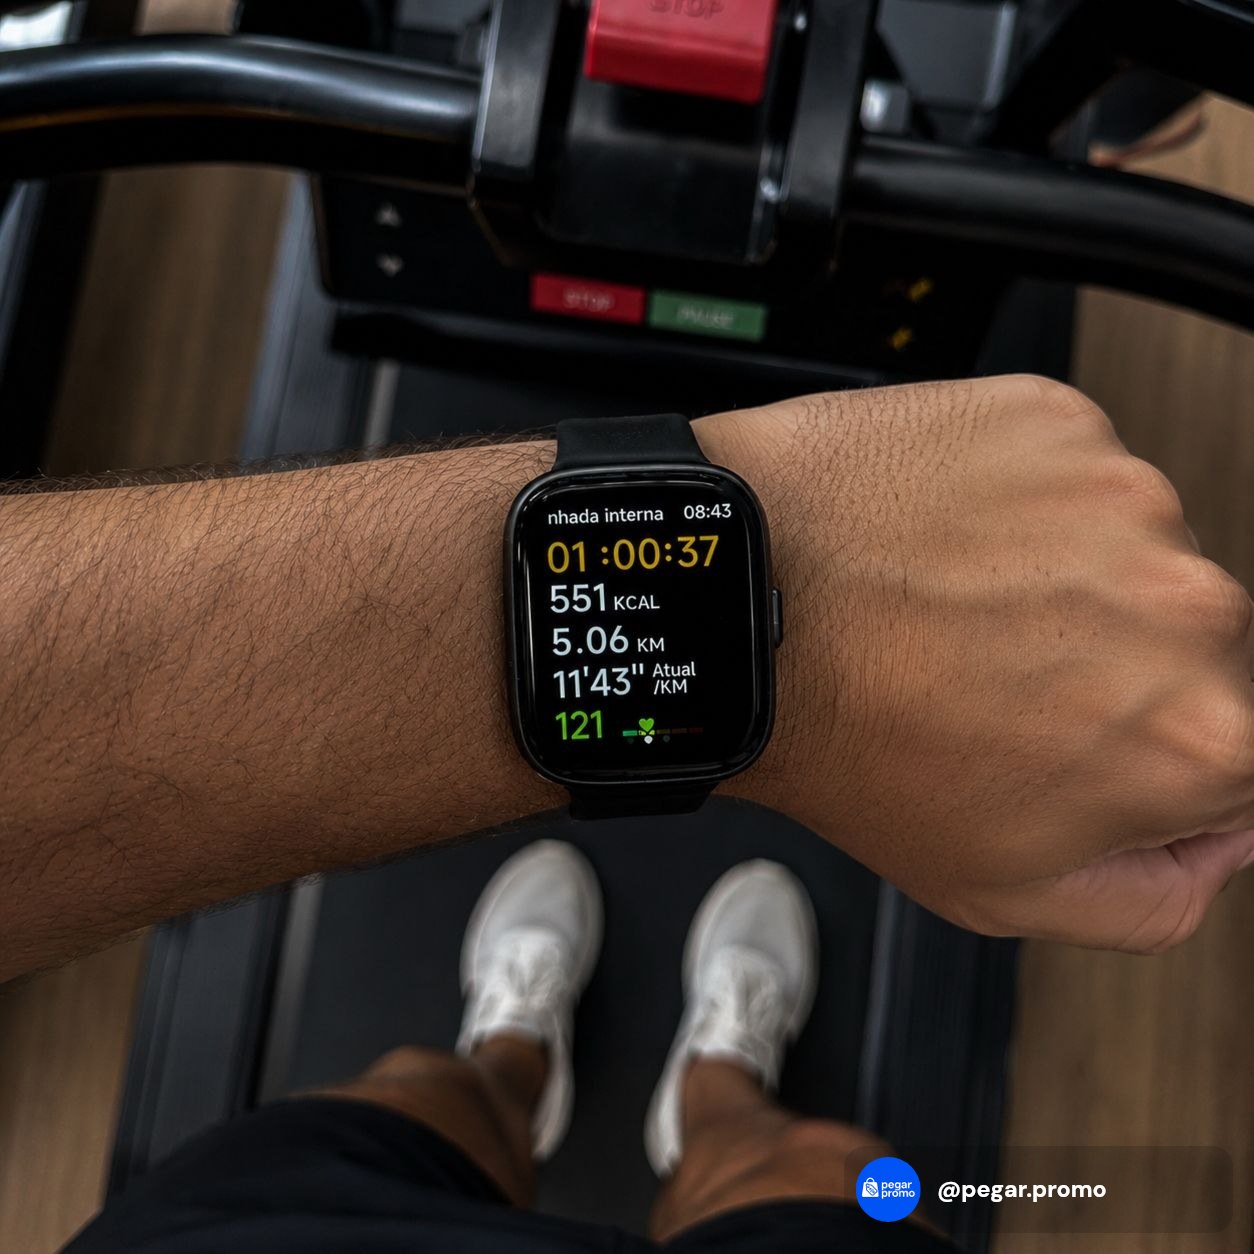 STOP
STOP
PAUSE
nhada interna 08:43
01:00:37
551 KCAL
5.06 KM
11'43" Atual
/KM
121
pegar
promo
@pegar.promo